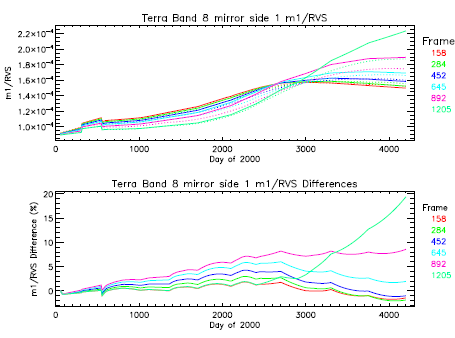 Terra Band 8 mirror side 1 m1/RVS
2.2×10⁻⁴
2.0×10⁻⁴
1.8×10⁻⁴
1.6×10⁻⁴
1.4×10⁻⁴
1.2×10⁻⁴
1.0×10⁻⁴
m1/RVS
0 1000 2000 3000 4000
Day of 2000
Frame
158
284
452
645
892
1205
Terra Band 8 mirror side 1 m1/RVS Differences
20
15
10
5
0
m1/RVS Difference (%)
0 1000 2000 3000 4000
Day of 2000
Frame
158
284
452
645
892
1205